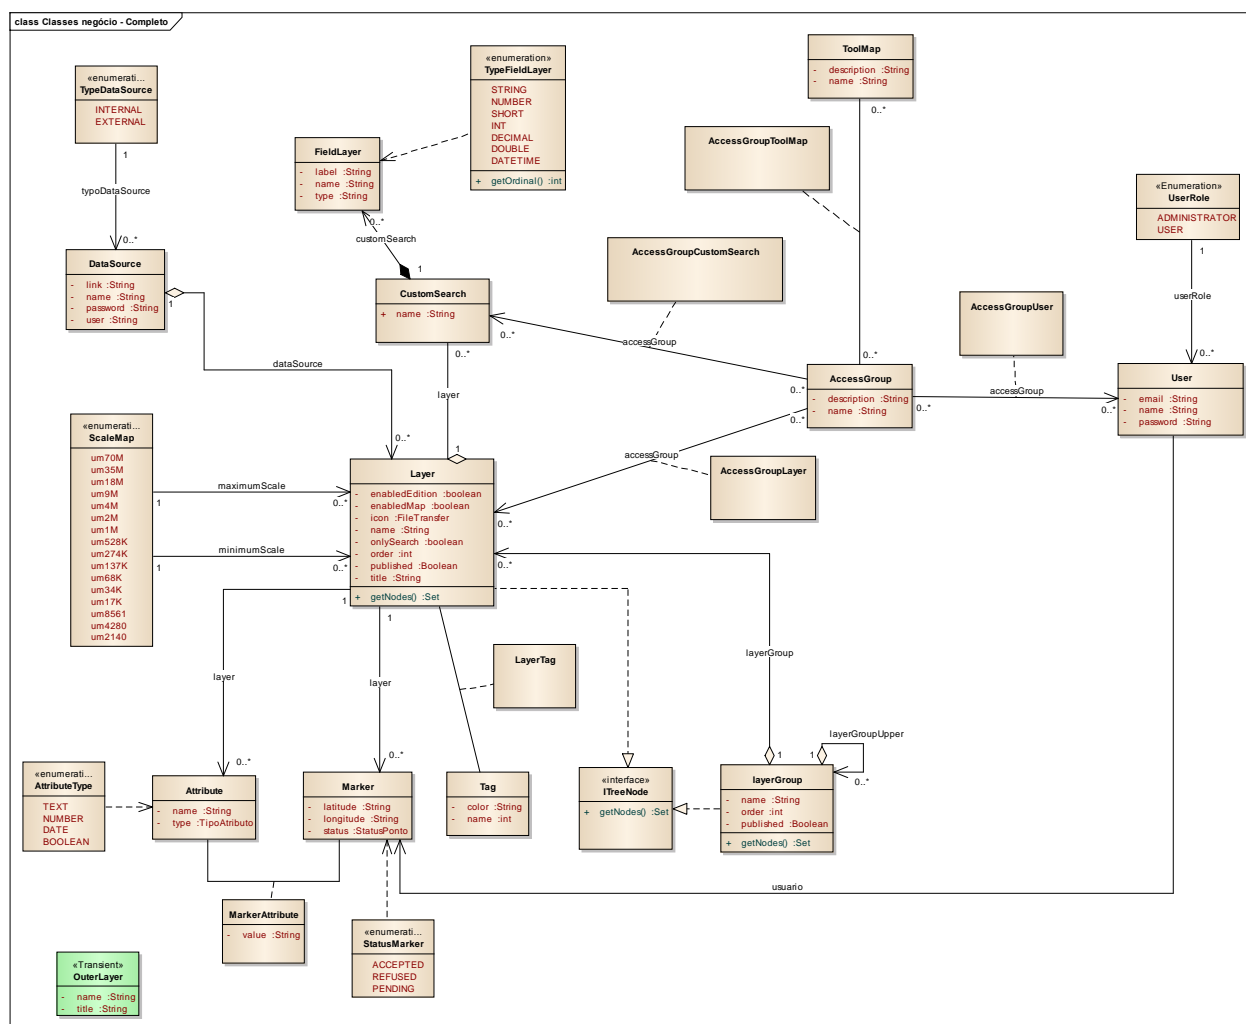 class Classes negócio - Completo
«enumerati...
TypeDataSource
INTERNAL
EXTERNAL
1
typoDataSource
0..*
DataSource
- link :String
- name :String
- password :String
- user :String
1
dataSource
0..*
«enumeration»
TypeFieldLayer
STRING
NUMBER
SHORT
INT
DECIMAL
DOUBLE
DATETIME
+ getOrdinal() :int
FieldLayer
- label :String
- name :String
- type :String
0..*
customSearch
1
CustomSearch
+ name :String
0..*
0..*
layer
1
ToolMap
- description :String
- name :String
0..*
AccessGroupToolMap
AccessGroupCustomSearch
accessGroup
0..*
AccessGroup
- description :String
- name :String
0..*
0..*
0..*
AccessGroupUser
accessGroup
0..*
«Enumeration»
UserRole
ADMINISTRATOR
USER
1
userRole
0..*
User
- email :String
- name :String
- password :String
accessGroup
AccessGroupLayer
0..*
«enumerati...
ScaleMap
um70M
um35M
um18M
um9M
um4M
um2M
um1M
um528K
um274K
um137K
um68K
um34K
um17K
um8561
um4280
um2140
maximumScale
1
0..*
minimumScale
1
0..*
Layer
- enabledEdition :boolean
- enabledMap :boolean
- icon :FileTransfer
- name :String
- onlySearch :boolean
- order :int
- published :Boolean
- title :String
+ getNodes() :Set
0..*
1
1
layer
layer
0..*
0..*
LayerTag
layerGroup
1
1
layerGroupUpper
0..*
«enumerati...
AttributeType
TEXT
NUMBER
DATE
BOOLEAN
Attribute
- name :String
- type :TipoAtributo
Marker
- latitude :String
- longitude :String
- status :StatusPonto
Tag
- color :String
- name :int
«interface»
ITreeNode
+ getNodes() :Set
layerGroup
- name :String
- order :int
- published :Boolean
+ getNodes() :Set
usuario
MarkerAttribute
- value :String
«enumerati...
StatusMarker
ACCEPTED
REFUSED
PENDING
«Transient»
OuterLayer
- name :String
- title :String